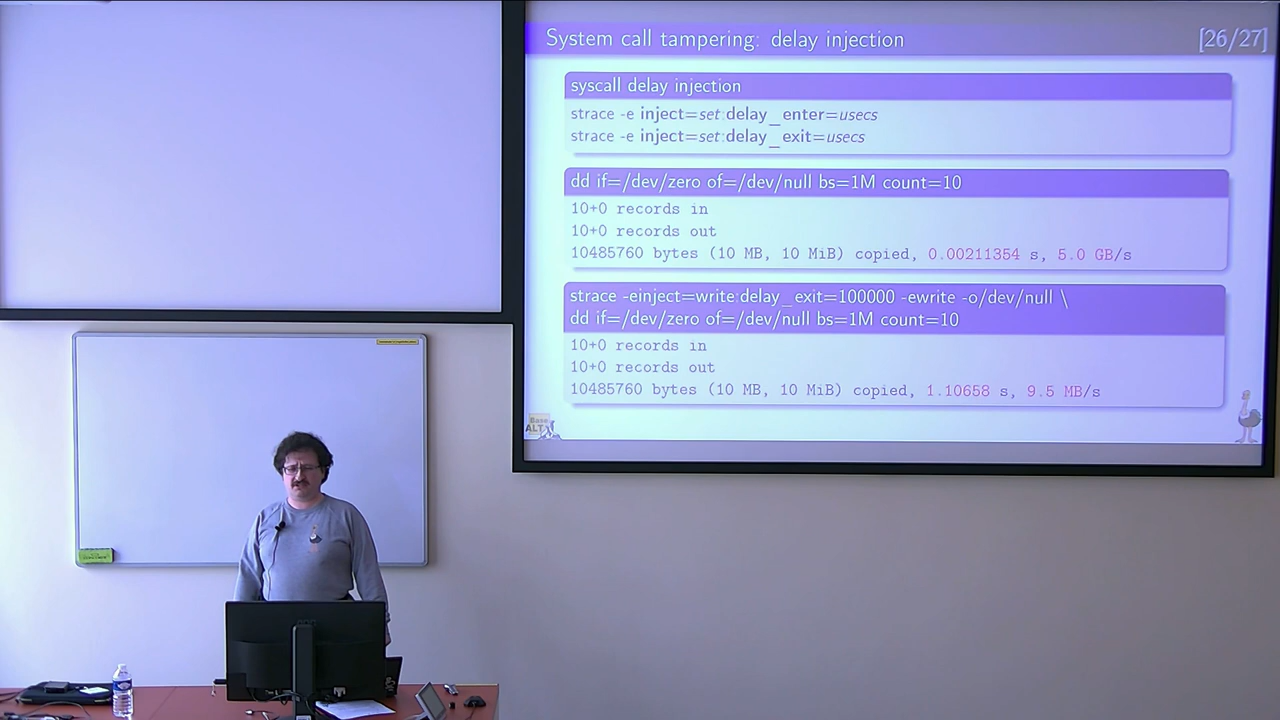 System call tampering: delay injection [26/27]
syscall delay injection
strace -e inject=set:delay_enter=usecs
strace -e inject=set:delay_exit=usecs
dd if=/dev/zero of=/dev/null bs=1M count=10
10+0 records in
10+0 records out
10485760 bytes (10 MB, 10 MiB) copied, 0.00211354 s, 5.0 GB/s
strace -einject=write:delay_exit=100000 -ewrite -o/dev/null \
dd if=/dev/zero of=/dev/null bs=1M count=10
10+0 records in
10+0 records out
10485760 bytes (10 MB, 10 MiB) copied, 1.10658 s, 9.5 MB/s
Base
ALT